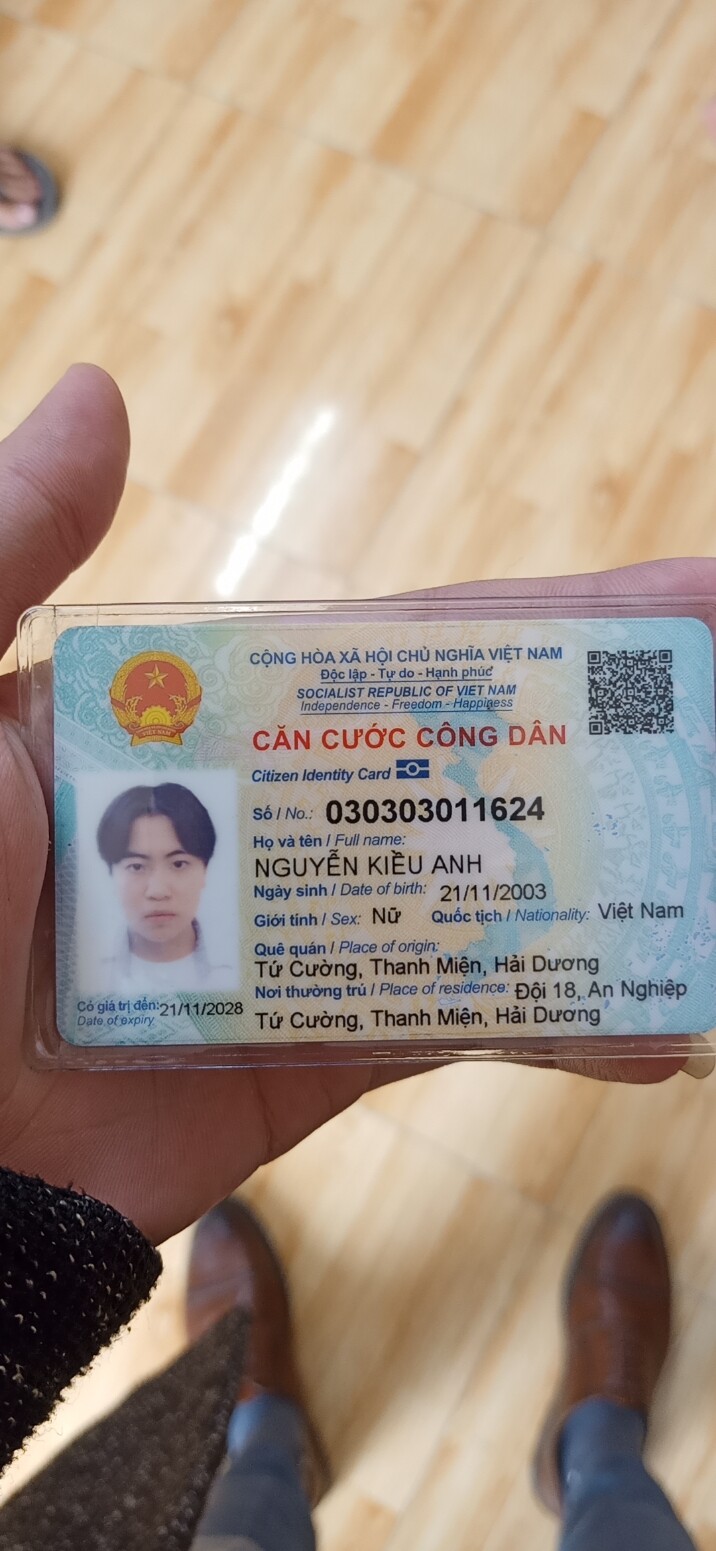 CỘNG HÒA XÃ HỘI CHỦ NGHĨA VIỆT NAM
Độc lập - Tự do - Hạnh phúc
SOCIALIST REPUBLIC OF VIET NAM
Independence - Freedom - Happiness
CĂN CƯỚC CÔNG DÂN
Citizen Identity Card
Số / No.: 030303011624
Họ và tên / Full name:
NGUYỄN KIỀU ANH
Ngày sinh / Date of birth: 21/11/2003
Giới tính / Sex: Nữ Quốc tịch / Nationality: Việt Nam
Quê quán / Place of origin:
Tứ Cường, Thanh Miện, Hải Dương
Nơi thường trú / Place of residence: Đội 18, An Nghiệp
Tứ Cường, Thanh Miện, Hải Dương
Có giá trị đến: 21/11/2028
Date of expiry
VIỆT NAM